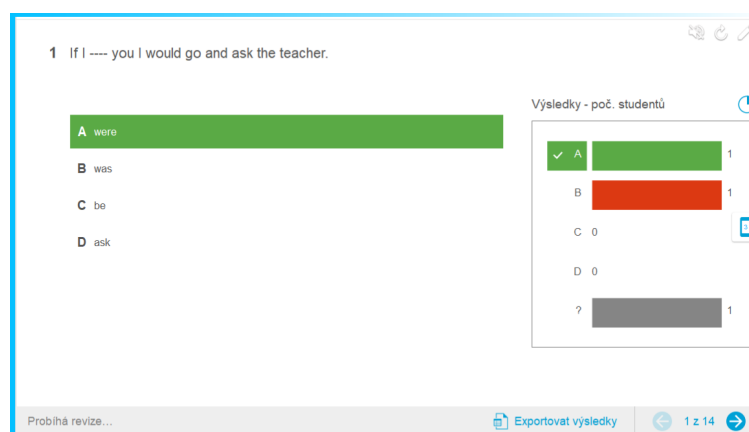 1 If I ---- you I would go and ask the teacher.
Výsledky - poč. studentů
A were
B was
C be
D ask
A 1
B 1
C 0
D 0
? 1
Probíhá revize...
Exportovat výsledky
1 z 14